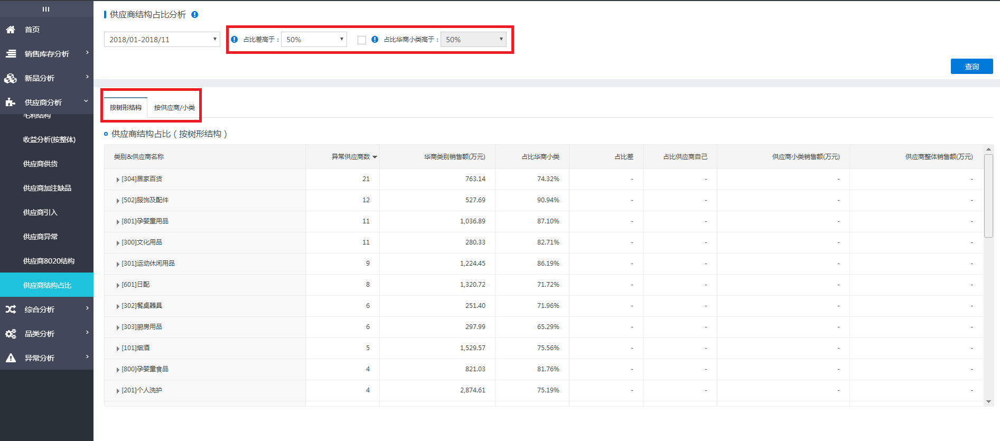 首页
销售库存分析
新品分析
供应商分析
毛利结构
收益分析(按整体)
供应商供货
供应商加注缺品
供应商引入
供应商异常
供应商8020结构
供应商结构占比
综合分析
品类分析
异常分析
供应商结构占比分析
2018/01-2018/11 占比差高于： 50% 占比华商小类高于： 50%
查询
按树形结构 按供应商/小类
供应商结构占比（按树形结构）
类别&供应商名称 异常供应商数 华商类别销售额(万元) 占比华商小类 占比差 占比供应商自己 供应商小类销售额(万元) 供应商整体销售额(万元)
[304]居家百货 21 763.14 74.32% - - - -
[502]服饰及配件 12 527.69 90.94% - - - -
[801]孕婴童用品 11 1,036.89 87.10% - - - -
[300]文化用品 11 280.33 82.71% - - - -
[301]运动休闲用品 9 1,224.45 86.19% - - - -
[601]日配 8 1,320.72 71.72% - - - -
[302]餐桌器具 6 251.40 71.96% - - - -
[303]厨房用品 6 297.99 65.29% - - - -
[101]烟酒 5 1,529.57 75.56% - - - -
[800]孕婴童食品 4 821.03 81.76% - - - -
[201]个人洗护 4 2,874.61 75.19% - - - -